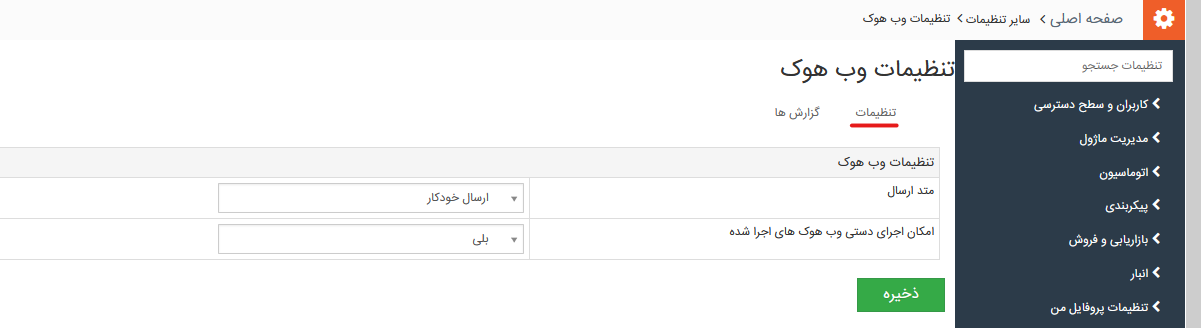 صفحه اصلی > سایر تنظیمات > تنظیمات وب هوک
تنظیمات جستجو
کاربران و سطح دسترسی
مدیریت ماژول
اتوماسیون
پیکربندی
بازاریابی و فروش
انبار
تنظیمات پروفایل من
تنظیمات وب هوک
تنظیمات
گزارش ها
تنظیمات وب هوک
متد ارسال
ارسال خودکار
امکان اجرای دستی وب هوک های اجرا شده
بلی
ذخیره